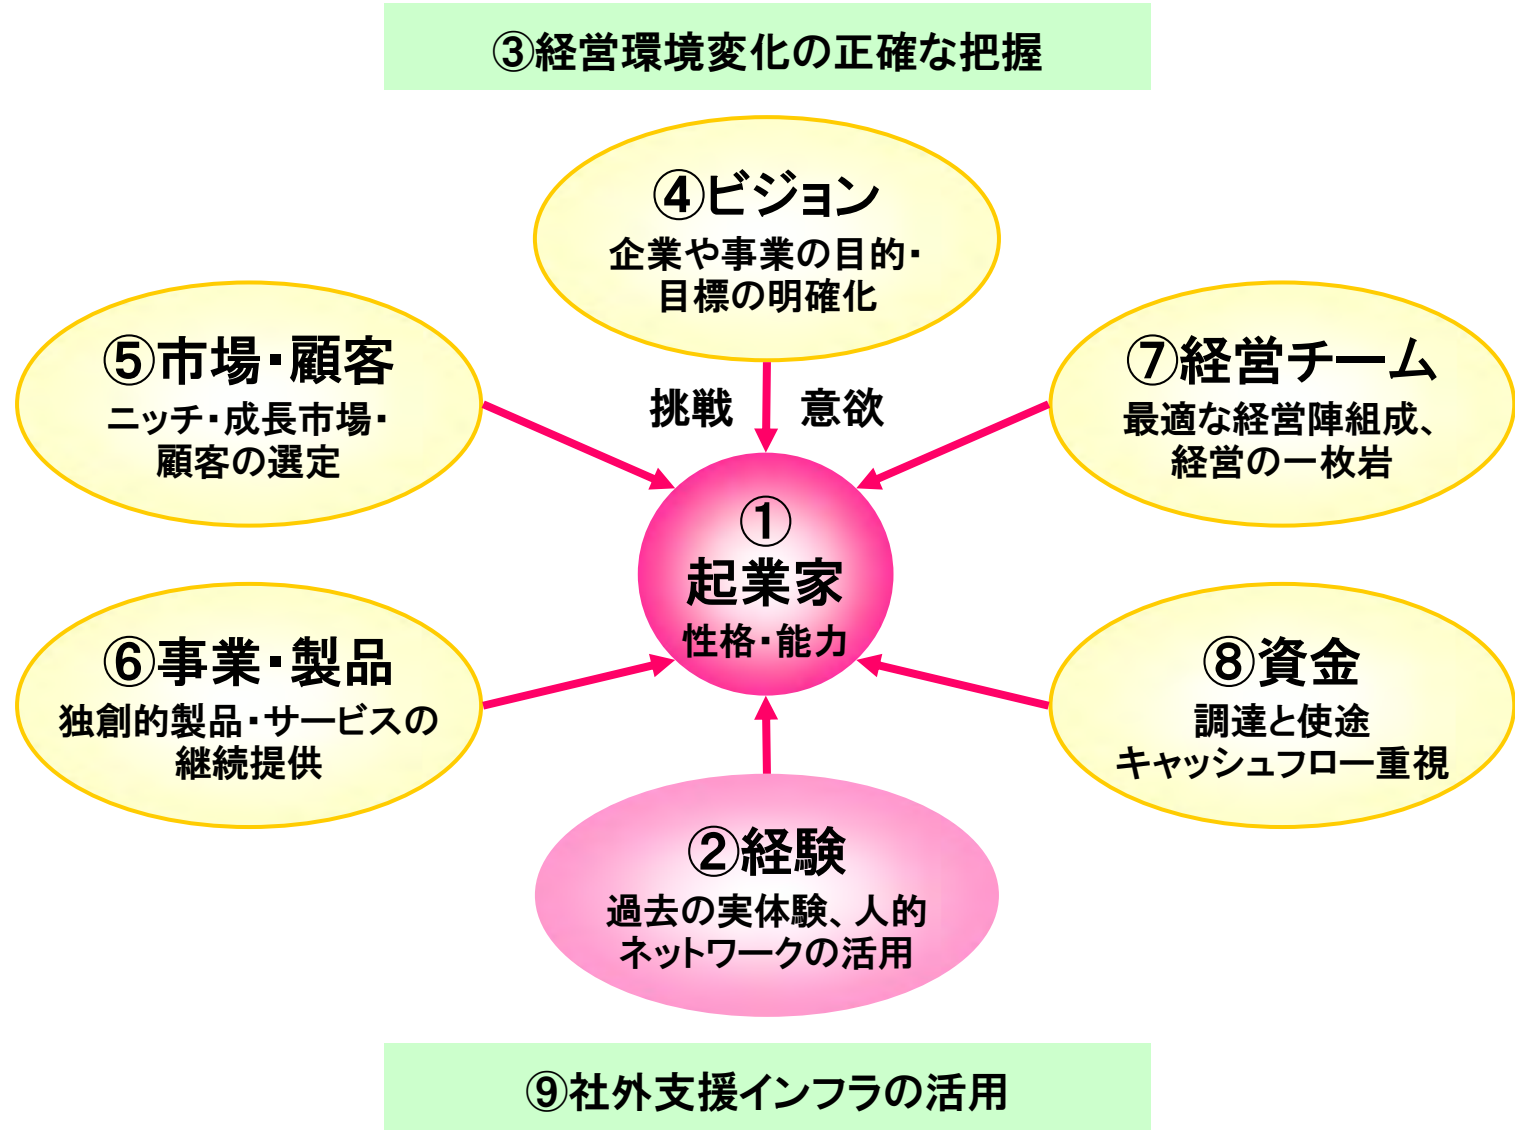 ③経営環境変化の正確な把握
④ビジョン
企業や事業の目的・
目標の明確化
⑤市場・顧客
ニッチ・成長市場・
顧客の選定
⑦経営チーム
最適な経営陣組成、
経営の一枚岩
挑戦 意欲
①
起業家
性格・能力
⑥事業・製品
独創的製品・サービスの
継続提供
⑧資金
調達と使途
キャッシュフロー重視
②経験
過去の実体験、人的
ネットワークの活用
⑨社外支援インフラの活用